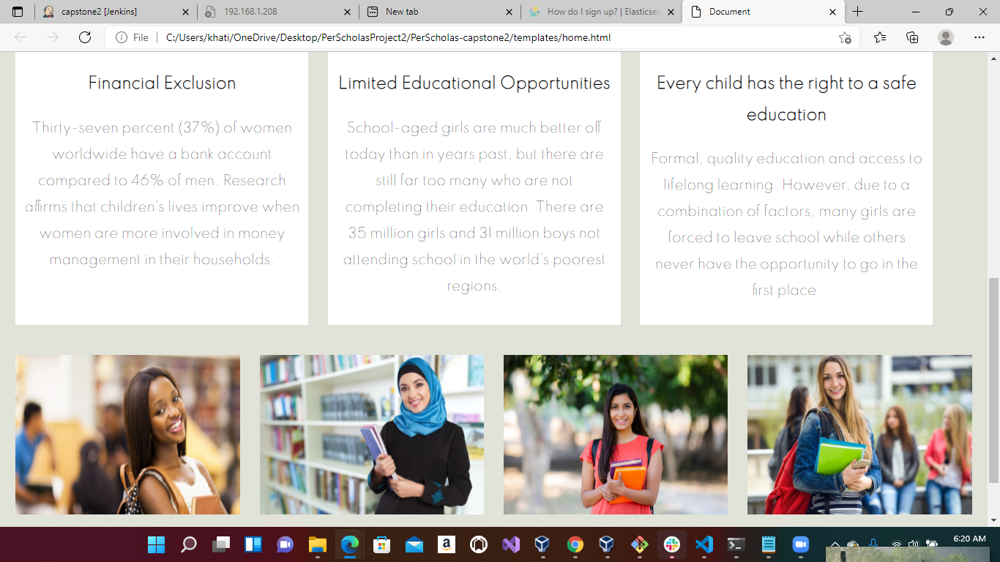 capstone2 [Jenkins]
192.168.1.208
New tab
How do I sign up? | Elasticsea
Document
File
C:/Users/khati/OneDrive/Desktop/PerScholasProject2/PerScholas-capstone2/templates/home.html
Financial Exclusion
Thirty-seven percent (37%) of women
worldwide have a bank account
compared to 46% of men. Research
affirms that children's lives improve when
women are more involved in money
management in their households.
Limited Educational Opportunities
School-aged girls are much better off
today than in years past, but there are
still far too many who are not
completing their education. There are
35 million girls and 31 million boys not
attending school in the world's poorest
regions.
Every child has the right to a safe
education
Formal, quality education and access to
lifelong learning. However, due to a
combination of factors, many girls are
forced to leave school while others
never have the opportunity to go in the
first place.
6:20 AM